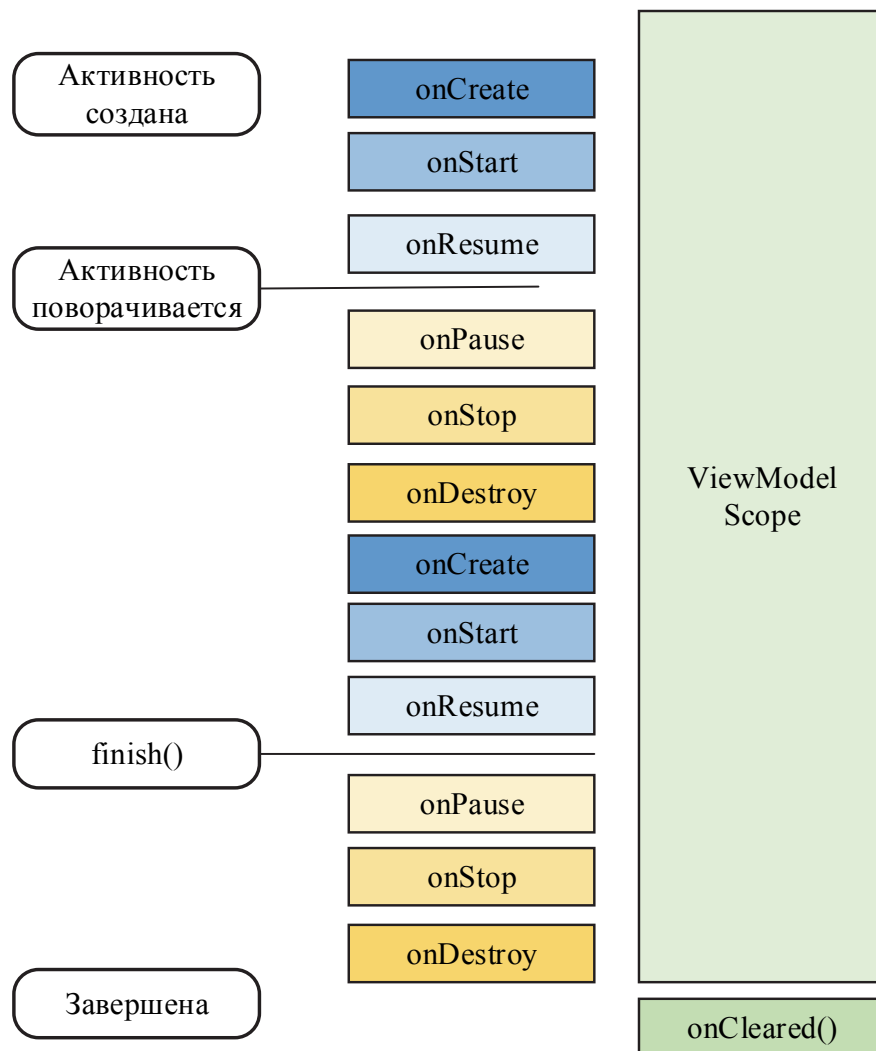 Активность
создана
onCreate
onStart
onResume
Активность
поворачивается
onPause
onStop
onDestroy
onCreate
onStart
onResume
finish()
onPause
onStop
onDestroy
Завершена
ViewModel
Scope
onCleared()